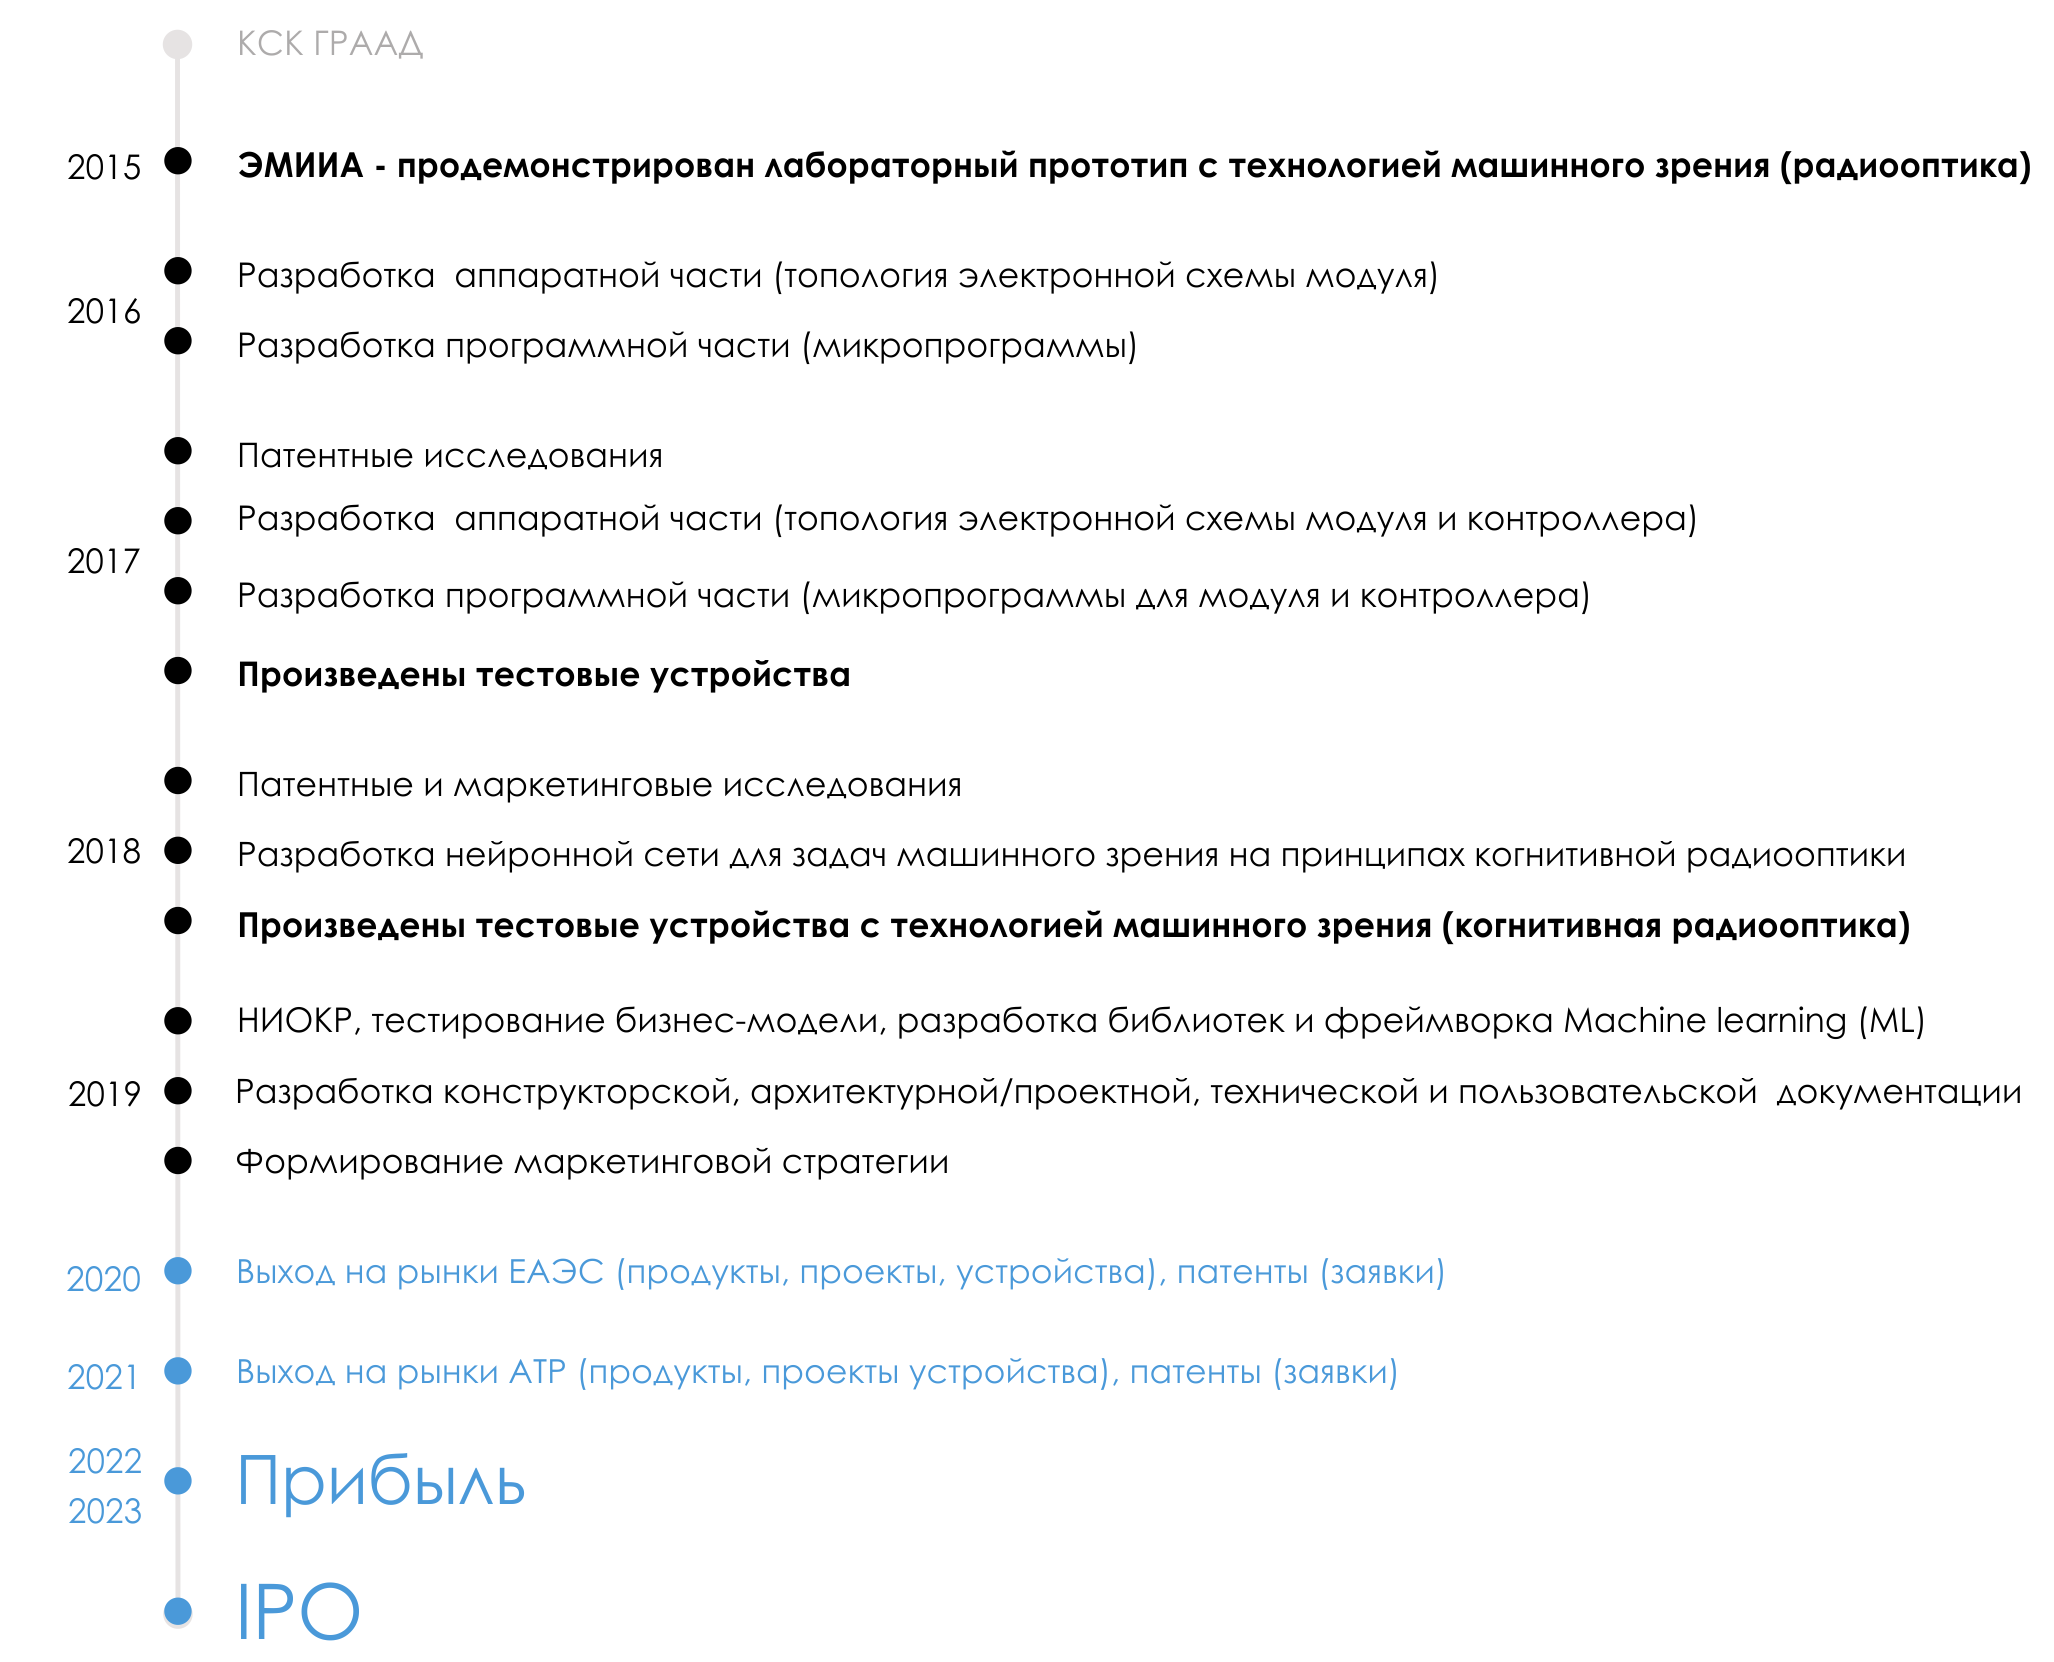 КСК ГРААД
2015 ЭМИИА - продемонстрирован лабораторный прототип с технологией машинного зрения (радиооптика)
Разработка аппаратной части (топология электронной схемы модуля)
2016
Разработка программной части (микропрограммы)
Патентные исследования
Разработка аппаратной части (топология электронной схемы модуля и контроллера)
2017
Разработка программной части (микропрограммы для модуля и контроллера)
Произведены тестовые устройства
Патентные и маркетинговые исследования
2018 Разработка нейронной сети для задач машинного зрения на принципах когнитивной радиооптики
Произведены тестовые устройства с технологией машинного зрения (когнитивная радиооптика)
НИОКР, тестирование бизнес-модели, разработка библиотек и фреймворка Machine learning (ML)
2019 Разработка конструкторской, архитектурной/проектной, технической и пользовательской документации
Формирование маркетинговой стратегии
2020 Выход на рынки ЕАЭС (продукты, проекты, устройства), патенты (заявки)
2021 Выход на рынки АТР (продукты, проекты устройства), патенты (заявки)
2022
Прибыль
2023
IPO